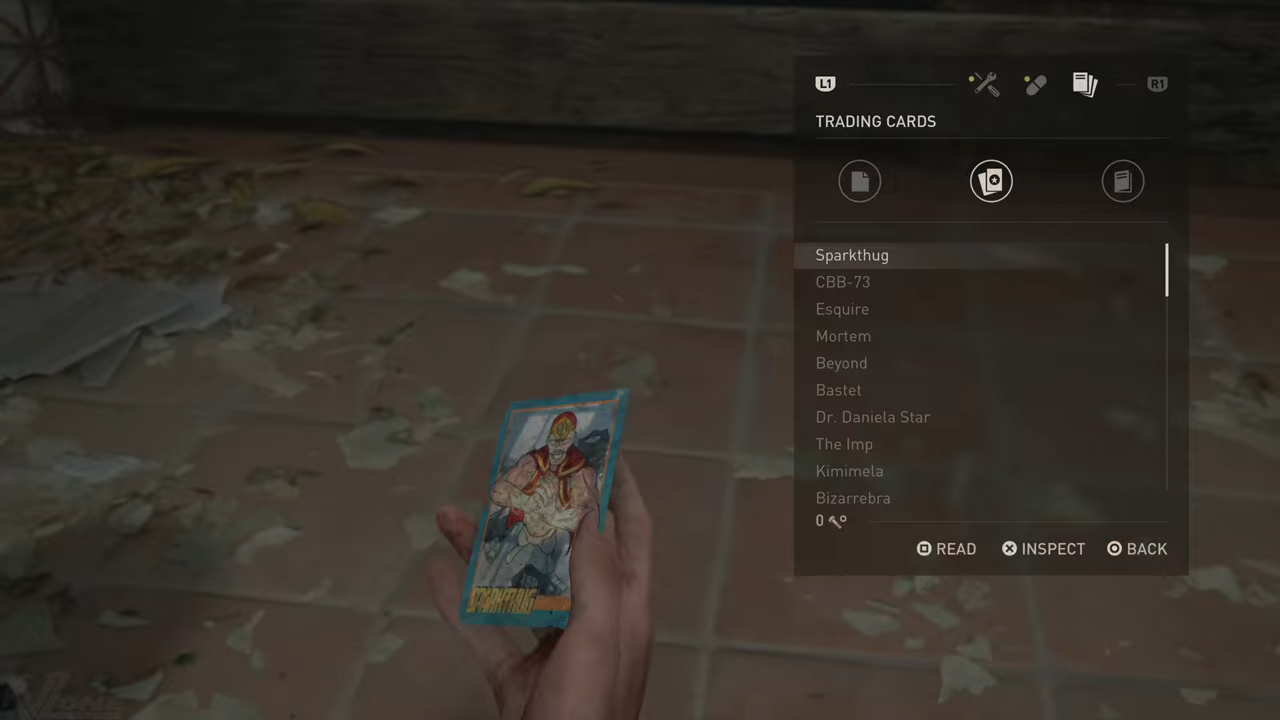 L1
R1
TRADING CARDS
Sparkthug
CBB-73
Esquire
Mortem
Beyond
Bastet
Dr. Daniela Star
The Imp
Kimimela
Bizarrebra
0
READ
INSPECT
BACK
SPARKTHUG